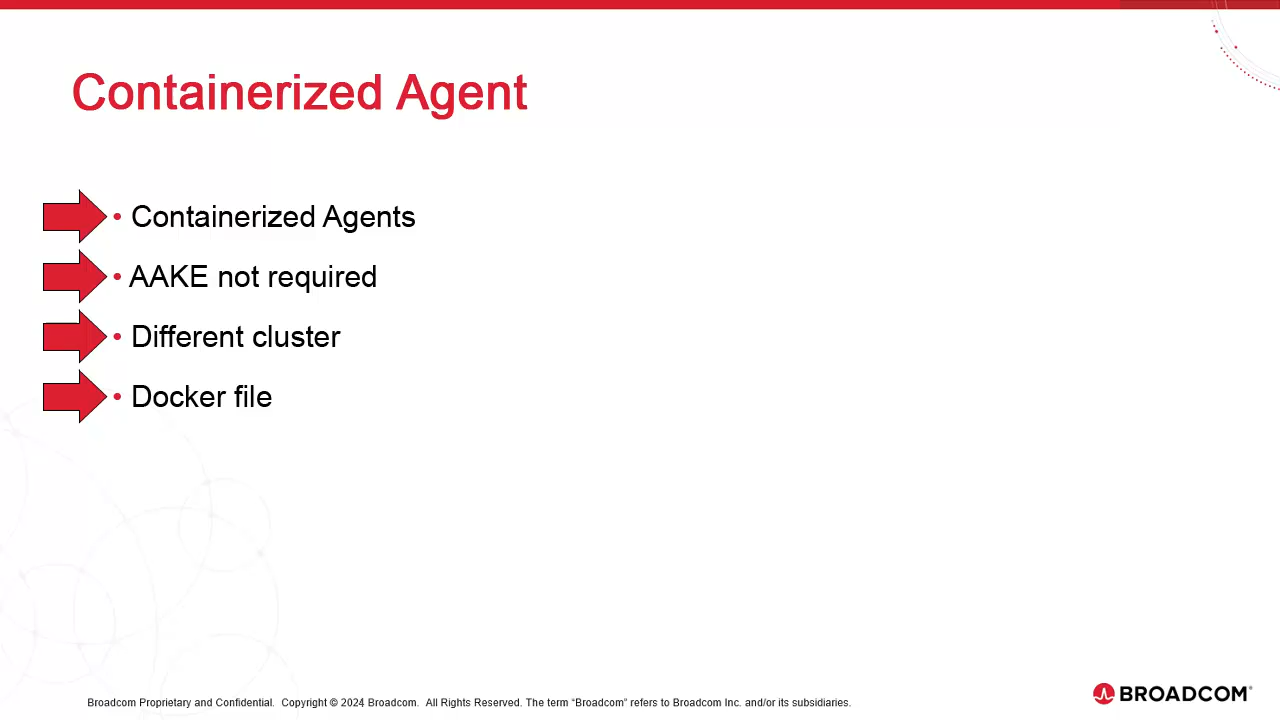 Containerized Agent
• Containerized Agents
• AAKE not required
• Different cluster
• Docker file
Broadcom Proprietary and Confidential. Copyright © 2024 Broadcom. All Rights Reserved. The term “Broadcom” refers to Broadcom Inc. and/or its subsidiaries.
BROADCOM®